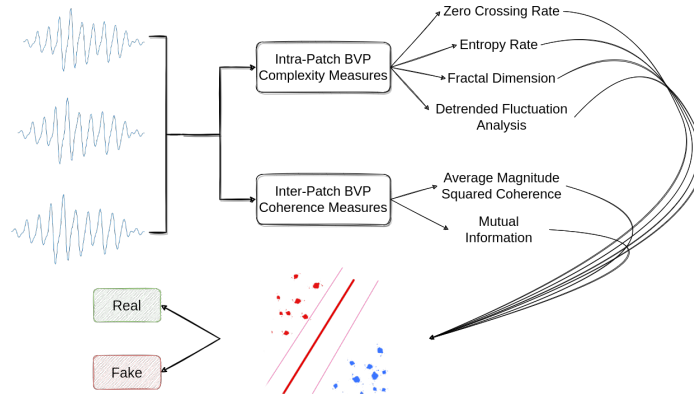 Zero Crossing Rate
Entropy Rate
Intra-Patch BVP
Complexity Measures
Fractal Dimension
Detrended Fluctuation
Analysis
Inter-Patch BVP
Coherence Measures
Average Magnitude
Squared Coherence
Mutual
Information
Real
Fake